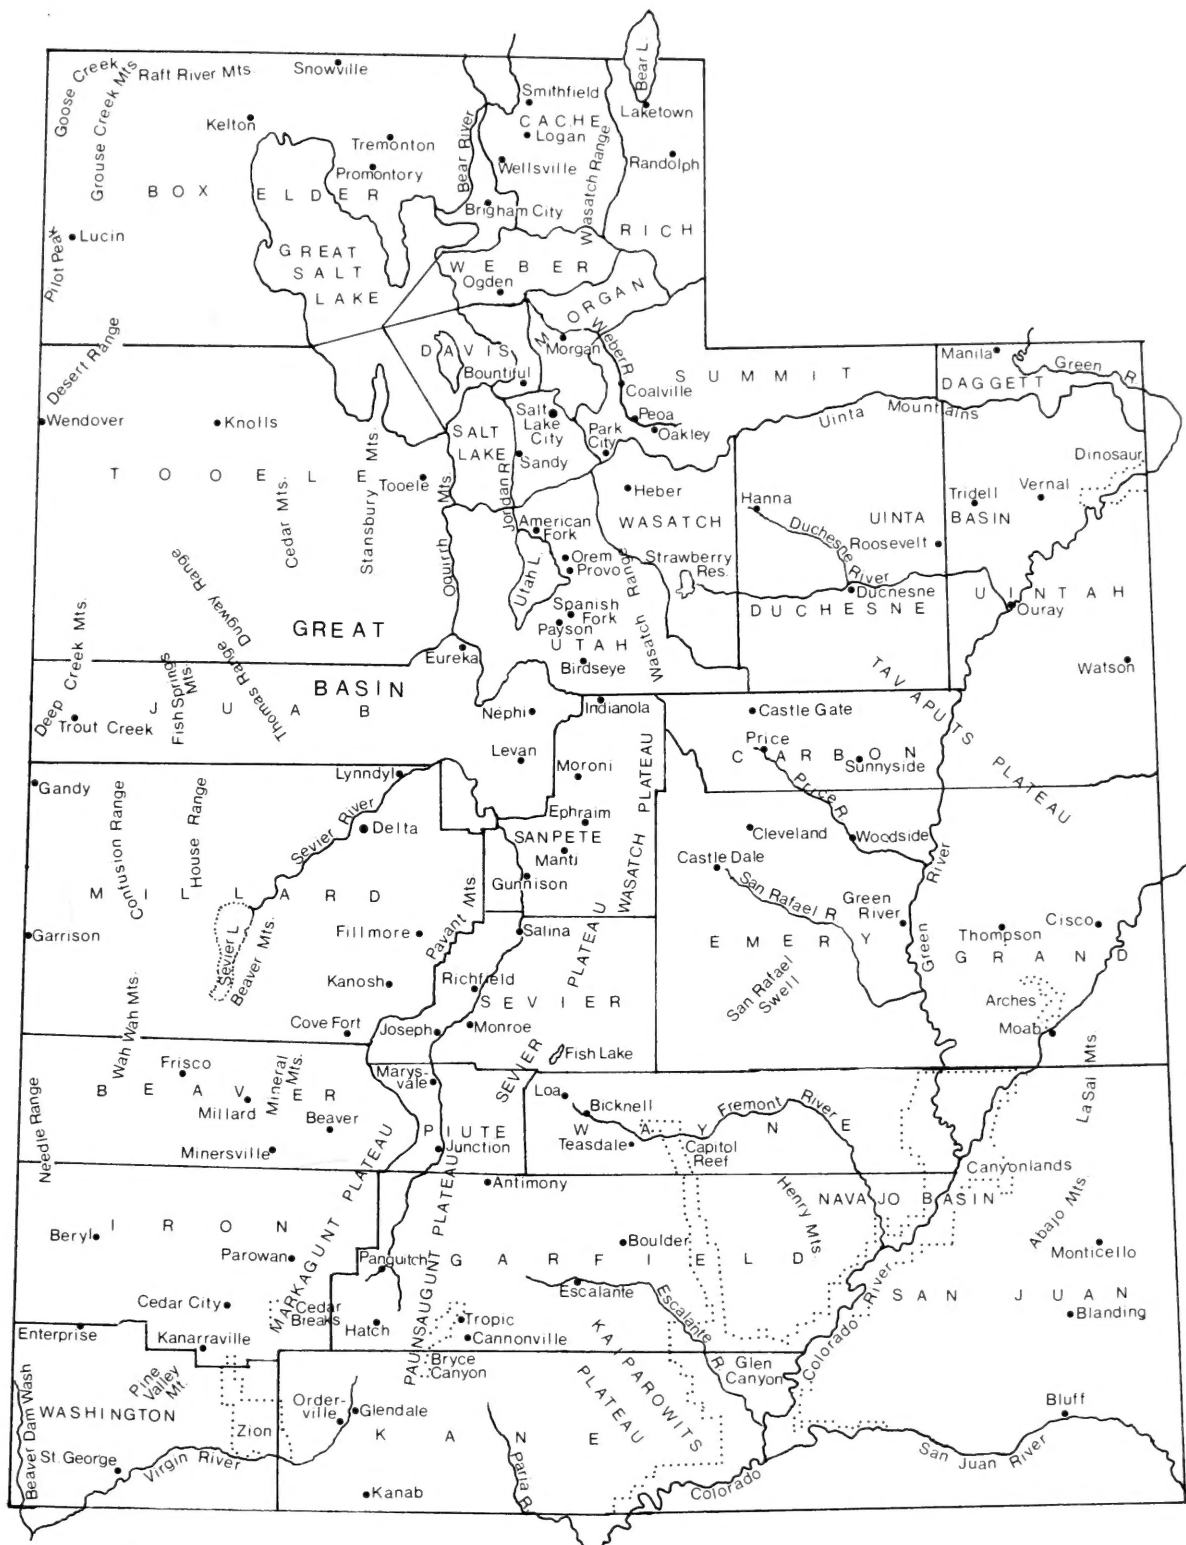 Goose Creek
Grouse Creek Mts
Raft River Mts.
Snowville
Bear L.
Smithfield
Laketown
Kelton
CACHE
Logan
Tremonton
Bear River
Wasatch Range
Promontory
Wellsville
Randolph
BOX ELDER
Brigham City
RICH
Pilot Peak
Lucin
GREAT
SALT
LAKE
WEBER
Ogden
MORGAN
Morgan
Weber R
Desert Range
DAVIS
Bountiful
Manila
Green R
DAGGETT
SUMMIT
Coalville
Uinta Mountains
Wendover
Knolls
Salt
Lake
City
Peoa
Oakley
Park
City
SALT
LAKE
Sandy
Dinosaur
TOOELE
Tooele
Cedar Mts.
Stansbury Mts.
Oquirrh Mts.
Jordan R
Heber
Hanna
Tridell
Vernal
American
Fork
WASATCH
Duchesne River
UINTA
BASIN
Roosevelt
Orem
Provo
Utah L.
Strawberry
Res.
Wasatch Range
Duchesne
DUCHESNE
UINTAH
Ouray
Dugway Range
Spanish
Fork
Payson
UTAH
Birdseye
GREAT
BASIN
Eureka
Watson
Deep Creek Mts.
Fish Springs
Mts.
Thomas Range
Trout Creek
JUAB
Nephi
Indianola
Castle Gate
TAVAPUTS PLATEAU
Levan
Price
CARBON
Sunnyside
Gandy
Lynndyl
Moroni
WASATCH PLATEAU
Price R
Confusion Range
House Range
Sevier River
Delta
Ephraim
SANPETE
Manti
Cleveland
Woodside
Castle Dale
Gunnison
MILLARD
San Rafael R
Green
River
Green River
Garrison
Sevier L
Beaver Mts.
Fillmore
Pavant Mts
Salina
EMERY
Thompson
Cisco
GRAND
Kanosh
Richfield
SEVIER
SEVIER PLATEAU
San Rafael
Swell
Arches
Moab
Wah Wah Mts.
Cove Fort
Joseph
Monroe
Fish Lake
La Sal Mts.
Frisco
Mineral
Mts.
BEAVER
Millard
Beaver
Marys-
vale
Loa
Bicknell
Fremont River
WAYNE
Needle Range
Minersville
PIUTE
Junction
Teasdale
Capitol
Reef
Canyonlands
Antimony
Henry Mts.
NAVAJO BASIN
Abajo Mts.
IRON
Beryl
Parowan
MARKAGUNT PLATEAU
Panguitch
PAUNSAUGUNT PLATEAU
GARFIELD
Boulder
Monticello
Escalante
Escalante R.
Colorado River
SAN JUAN
Blanding
Cedar City
Cedar
Breaks
Hatch
Tropic
Cannonville
Enterprise
Kanarraville
Bryce
Canyon
KAIPAROWITS
PLATEAU
Glen
Canyon
Pine
Valley
Mt.
Beaver Dam Wash
WASHINGTON
Order-
ville
Glendale
Zion
KANE
Bluff
St. George
Virgin River
Kanab
Paria R.
Colorado
San Juan River